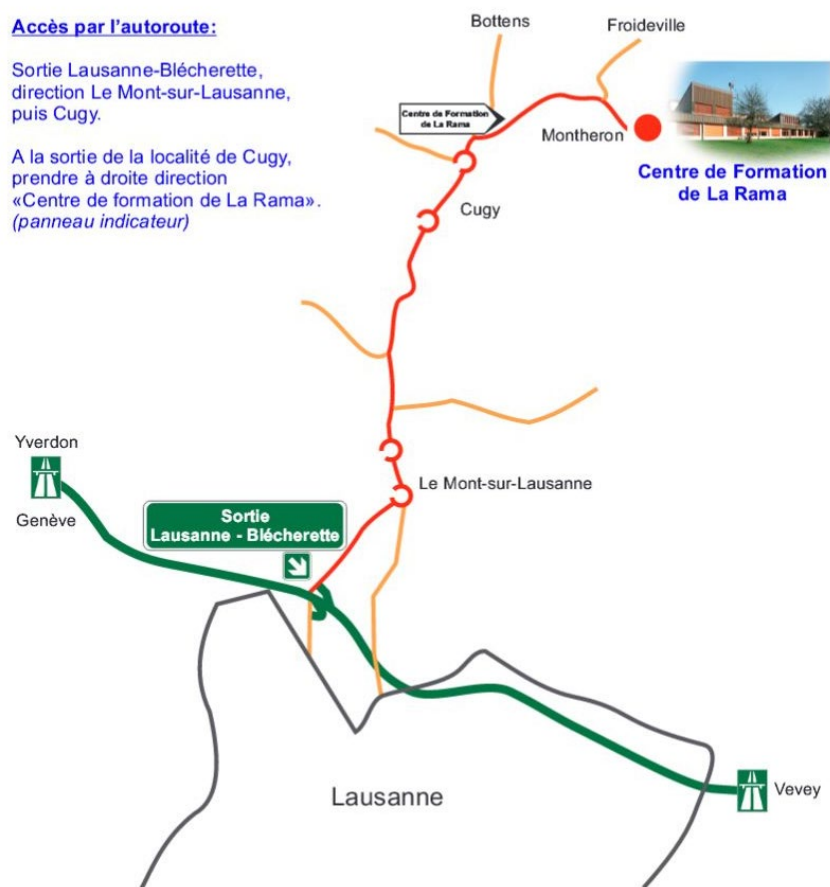 Accès par l'autoroute:
Sortie Lausanne-Blécherette,
direction Le Mont-sur-Lausanne,
puis Cugy.
A la sortie de la localité de Cugy,
prendre à droite direction
«Centre de formation de La Rama».
(panneau indicateur)
Bottens
Froideville
Centre de Formation
de La Rama
Montheron
Centre de Formation
de La Rama
Cugy
Yverdon
Genève
Le Mont-sur-Lausanne
Sortie
Lausanne - Blécherette
Lausanne
Vevey